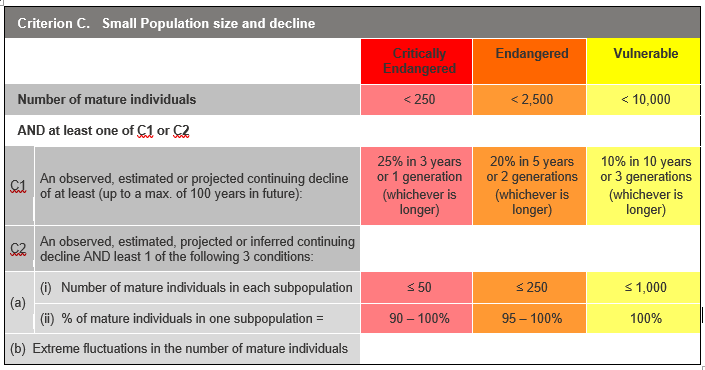 Criterion C. Small Population size and decline
Critically Endangered
Endangered
Vulnerable
Number of mature individuals
< 250
< 2,500
< 10,000
AND at least one of C1 or C2
C1
An observed, estimated or projected continuing decline
of at least (up to a max. of 100 years in future):
25% in 3 years
or 1 generation
(whichever is
longer)
20% in 5 years
or 2 generations
(whichever is
longer)
10% in 10 years
or 3 generations
(whichever is
longer)
C2
An observed, estimated, projected or inferred continuing
decline AND least 1 of the following 3 conditions:
(a)
(i) Number of mature individuals in each subpopulation
≤ 50
≤ 250
≤ 1,000
(ii) % of mature individuals in one subpopulation =
90 – 100%
95 – 100%
100%
(b) Extreme fluctuations in the number of mature individuals